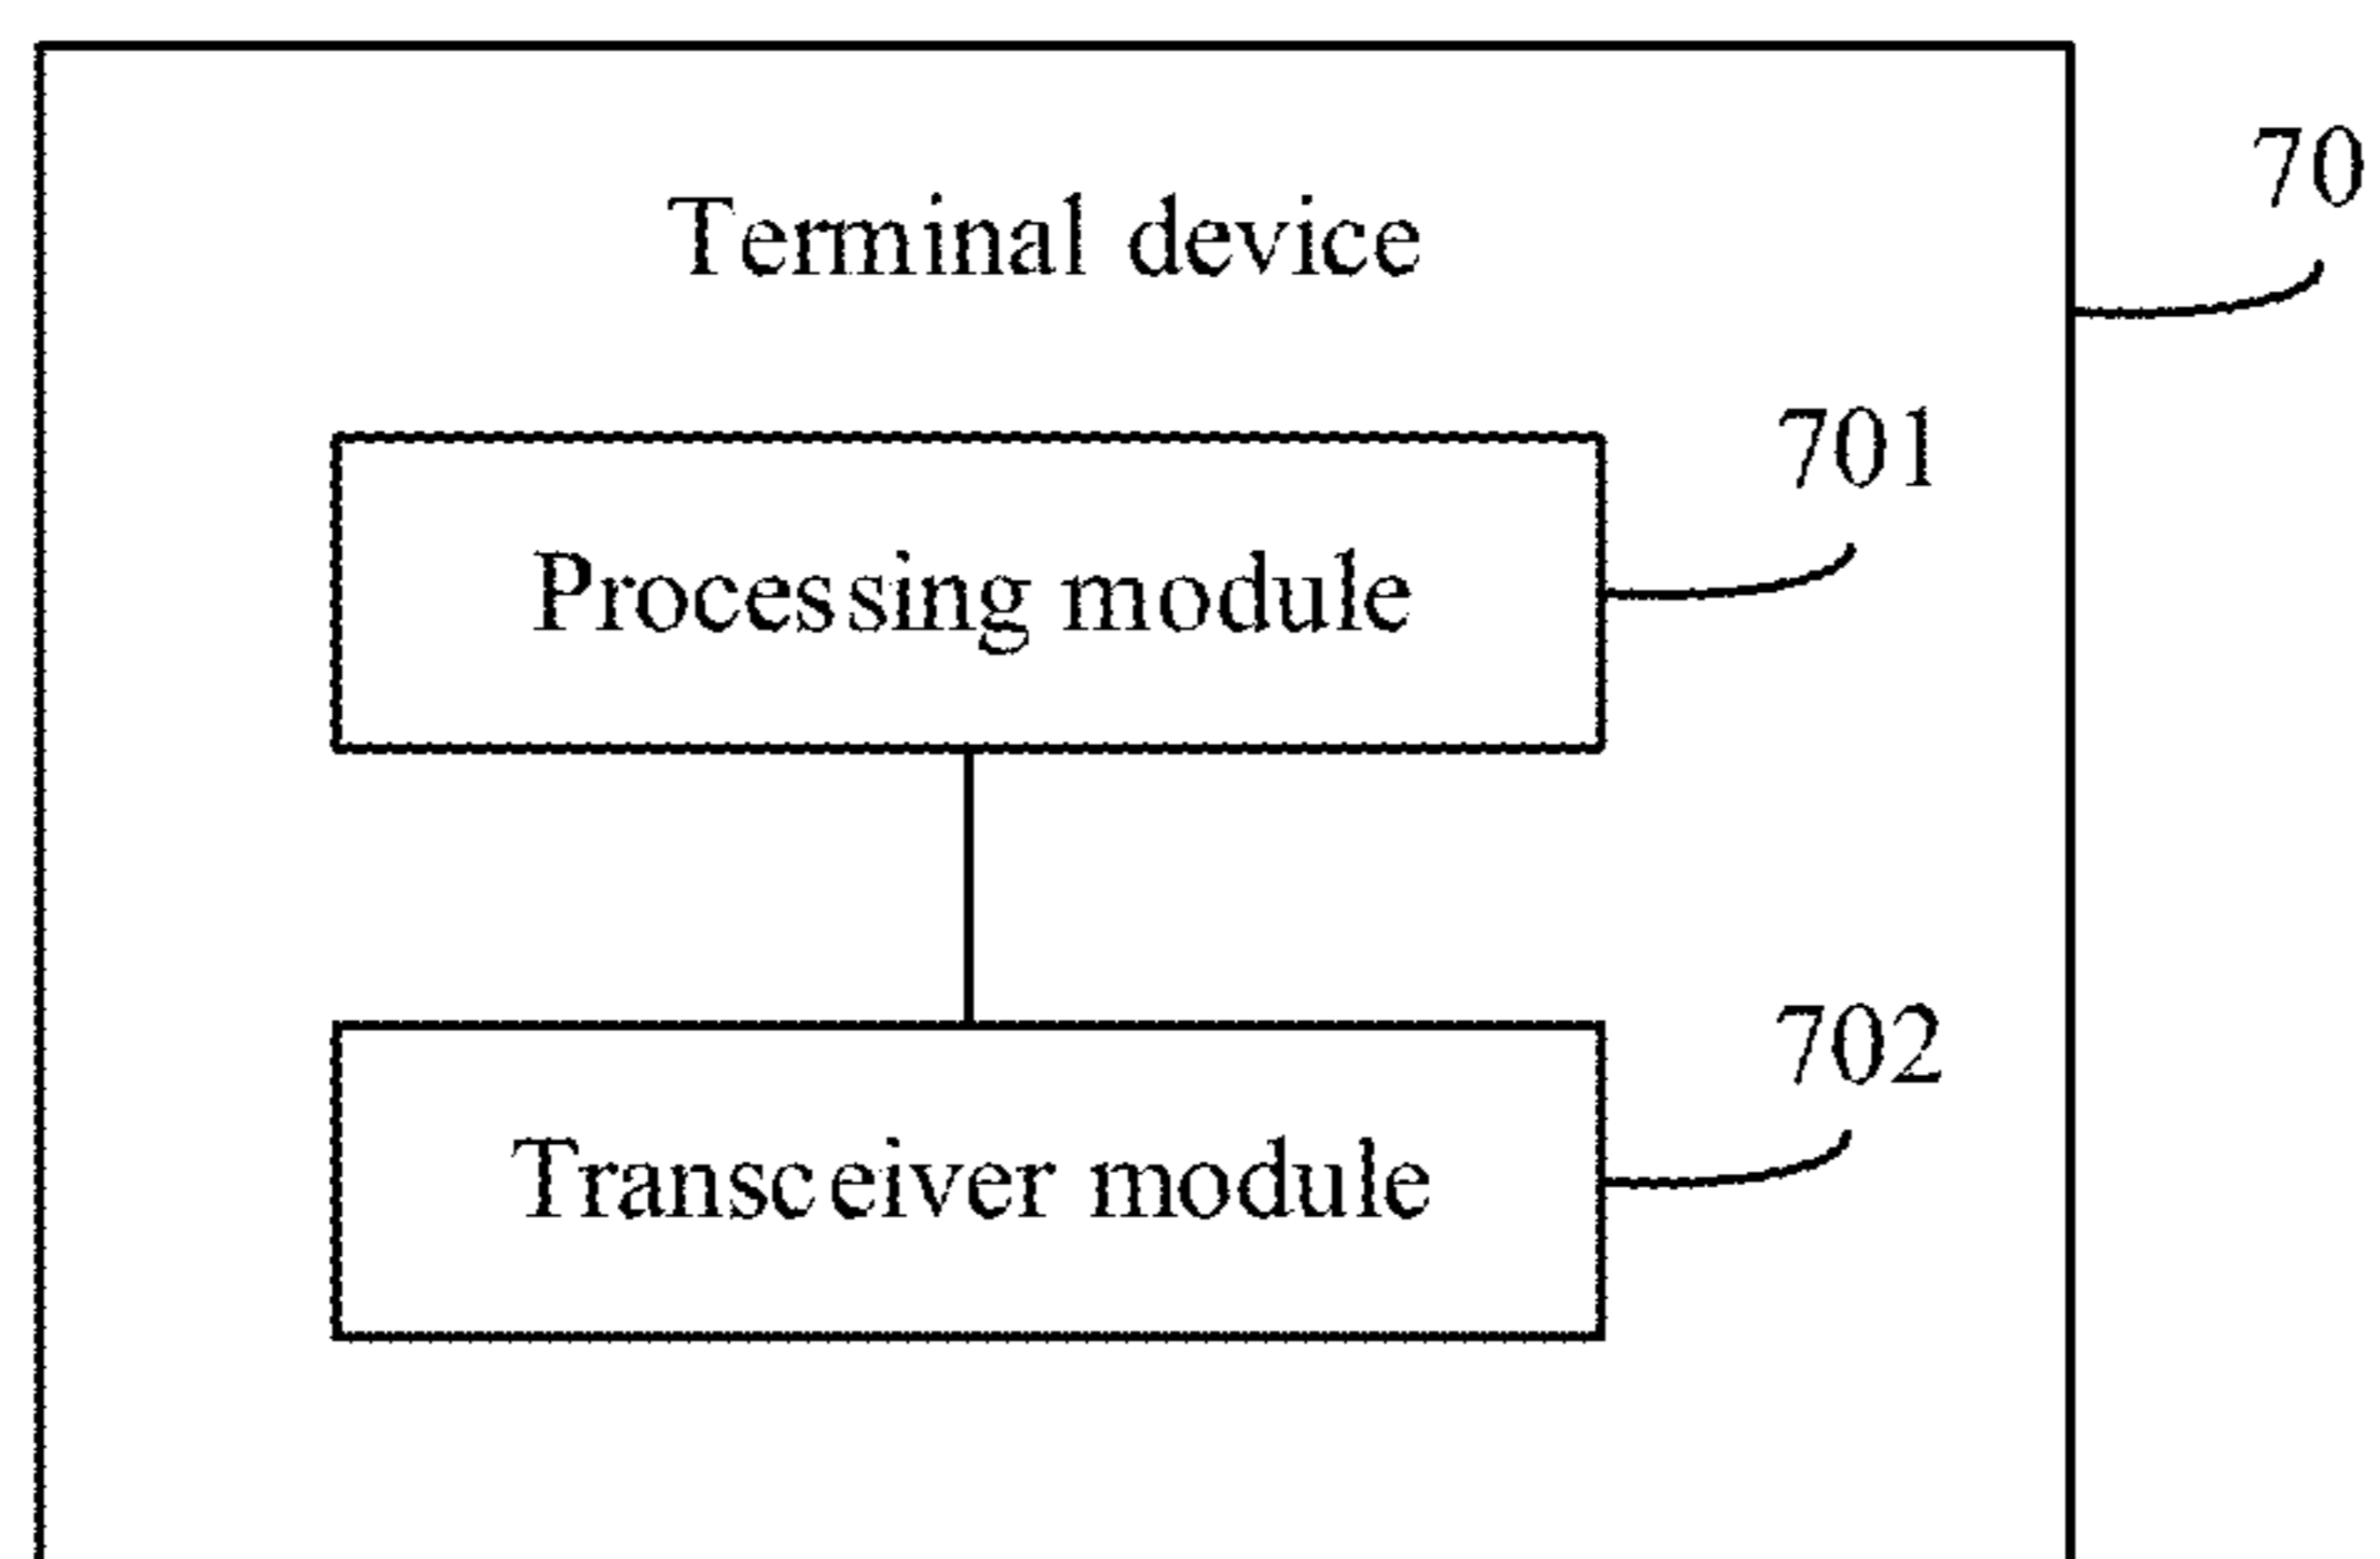 70
Terminal device
701
Processing module
702
Transceiver module